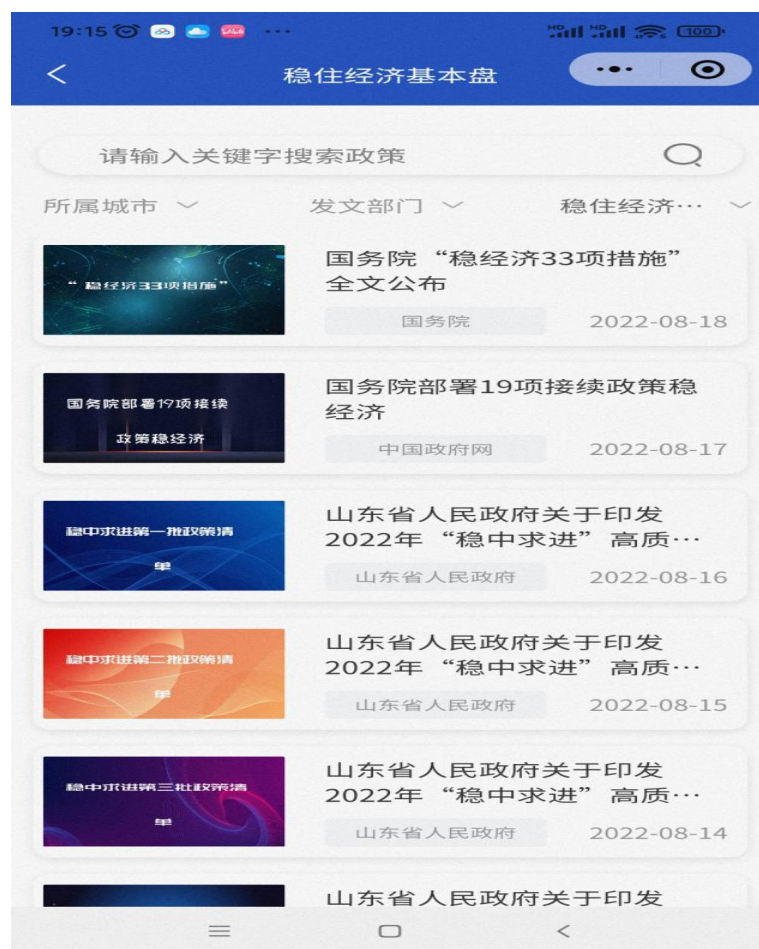 19:15
100
稳住经济基本盘
请输入关键字搜索政策
所属城市
发文部门
稳住经济…
“稳经济33项措施”
国务院“稳经济33项措施”
全文公布
国务院
2022-08-18
国务院部署19项接续
政策稳经济
国务院部署19项接续政策稳
经济
中国政府网
2022-08-17
稳中求进第一批政策清
单
山东省人民政府关于印发
2022年“稳中求进”高质…
山东省人民政府
2022-08-16
稳中求进第二批政策清
单
山东省人民政府关于印发
2022年“稳中求进”高质…
山东省人民政府
2022-08-15
稳中求进第三批政策清
单
山东省人民政府关于印发
2022年“稳中求进”高质…
山东省人民政府
2022-08-14
山东省人民政府关于印发